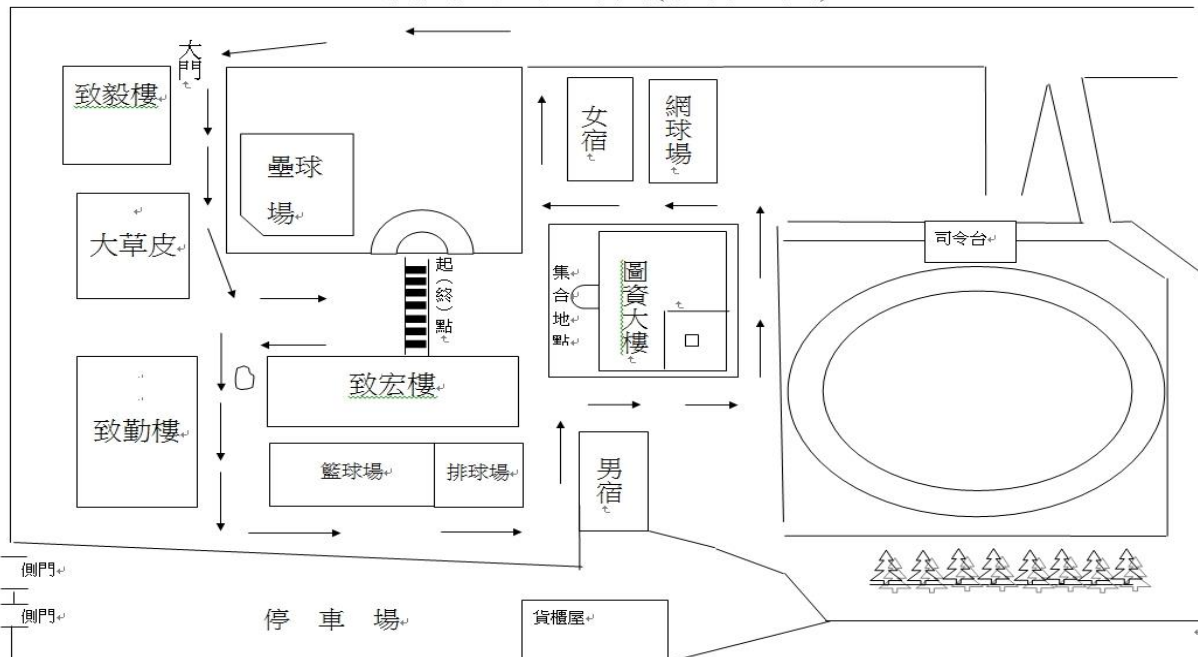 大門
致毅樓
壘球
場
大草皮
女宿
網球場
司令台
起(終)點
集合地點
圖資大樓
致宏樓
致勤樓
籃球場
排球場
男宿
側門
側門
停 車 場
貨櫃屋